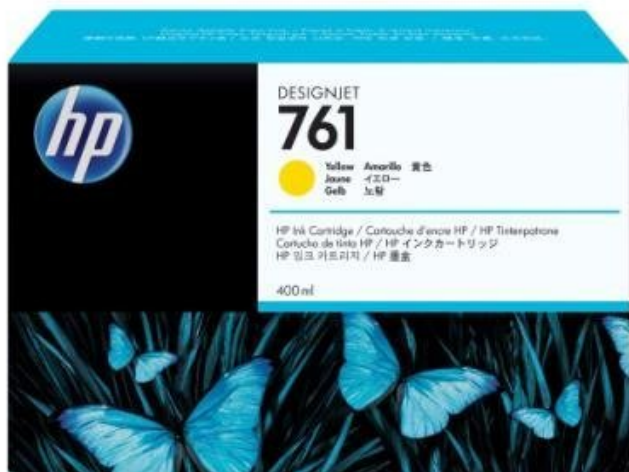 hp
DESIGNJET
761
Yellow Amarillo 黄色
Jaune イエロー
Gelb 노랑
HP Ink Cartridge / Cartouche d'encre HP / HP Tintenpatrone
Cartucho de tinta HP / HP インクカートリッジ
HP 잉크 카트리지 / HP 墨盒
400 ml